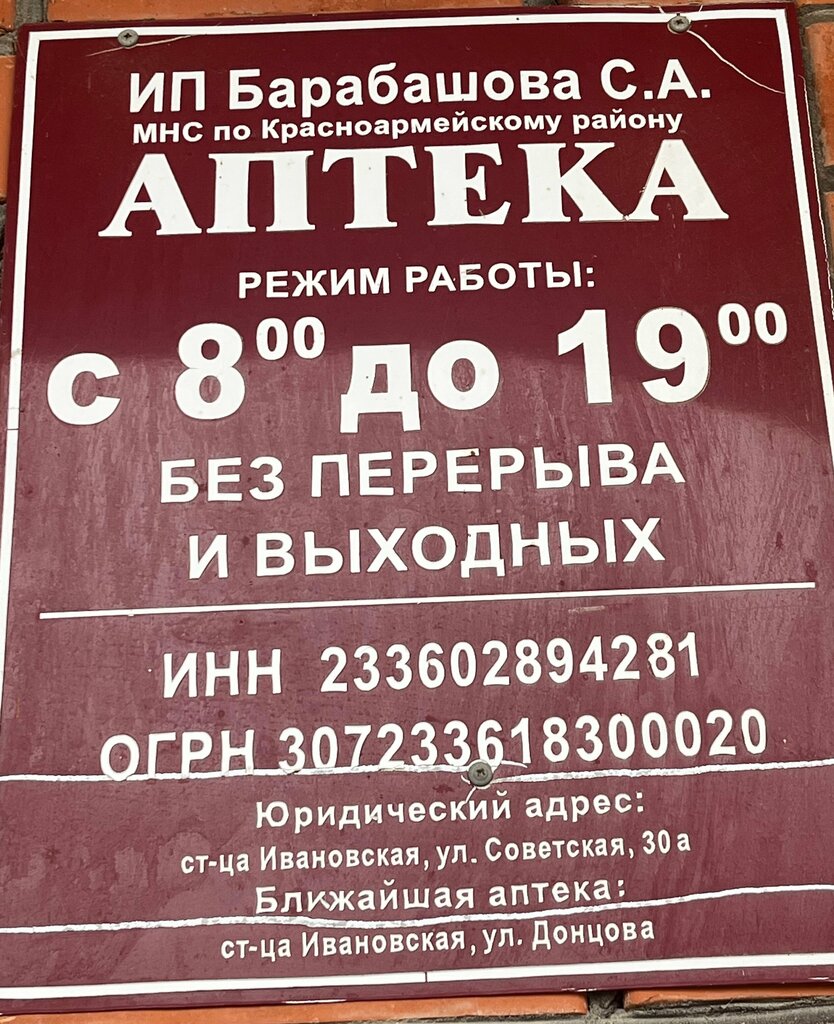 ИП Барабашова С.А.
МНС по Красноармейскому району
АПТЕКА
РЕЖИМ РАБОТЫ:
с 8⁰⁰ до 19⁰⁰
БЕЗ ПЕРЕРЫВА
И ВЫХОДНЫХ
ИНН 233602894281
ОГРН 307233618300020
Юридический адрес:
ст-ца Ивановская, ул. Советская, 30 а
Ближайшая аптека:
ст-ца Ивановская, ул. Донцова